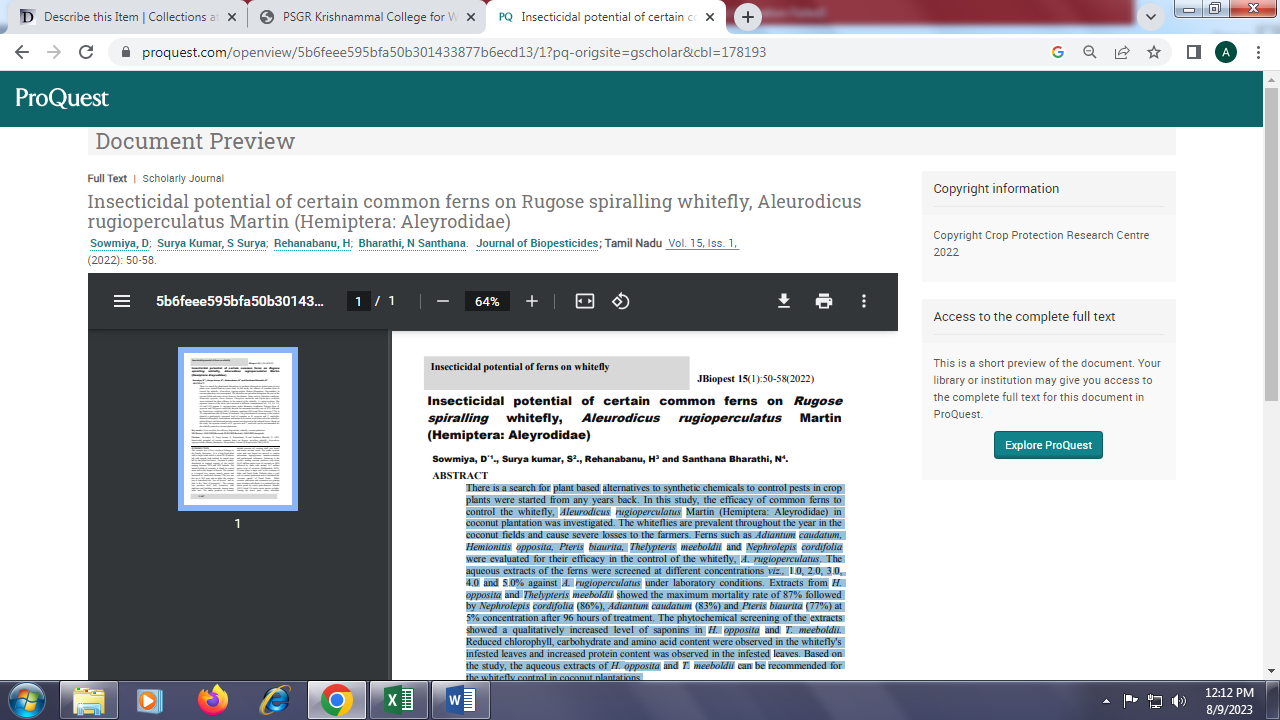 Describe this Item | Collections at
PSGR Krishnammal College for W
PQ Insecticidal potential of certain co
proquest.com/openview/5b6feee595bfa50b301433877b6ecd13/1?pq-origsite=gscholar&cbl=178193
A
ProQuest
Document Preview
Full Text | Scholarly Journal
Insecticidal potential of certain common ferns on Rugose spiralling whitefly, Aleurodicus
rugioperculatus Martin (Hemiptera: Aleyrodidae)
Sowmiya, D; Surya Kumar, S Surya; Rehanabanu, H; Bharathi, N Santhana. Journal of Biopesticides; Tamil Nadu Vol. 15, Iss. 1,
(2022): 50-58.
5b6feee595bfa50b30143... 1 / 1 64%
1
Insecticidal potential of ferns on whitefly
JBiopest 15(1):50-58(2022)
Insecticidal potential of certain common ferns on Rugose
spiralling whitefly, Aleurodicus rugioperculatus Martin
(Hemiptera: Aleyrodidae)
Sowmiya, D*1., Surya kumar, S2., Rehanabanu, H3 and Santhana Bharathi, N4.
ABSTRACT
There is a search for plant based alternatives to synthetic chemicals to control pests in crop
plants were started from any years back. In this study, the efficacy of common ferns to
control the whitefly, Aleurodicus rugioperculatus Martin (Hemiptera: Aleyrodidae) in
coconut plantation was investigated. The whiteflies are prevalent throughout the year in the
coconut fields and cause severe losses to the farmers. Ferns such as Adiantum caudatum,
Hemionitis opposita, Pteris biaurita, Thelypteris meeboldii and Nephrolepis cordifolia
were evaluated for their efficacy in the control of the whitefly, A. rugioperculatus. The
aqueous extracts of the ferns were screened at different concentrations viz., 1.0, 2.0, 3.0,
4.0 and 5.0% against A. rugioperculatus under laboratory conditions. Extracts from H.
opposita and Thelypteris meeboldii showed the maximum mortality rate of 87% followed
by Nephrolepis cordifolia (86%), Adiantum caudatum (83%) and Pteris biaurita (77%) at
5% concentration after 96 hours of treatment. The phytochemical screening of the extracts
showed a qualitatively increased level of saponins in H. opposita and T. meeboldii.
Reduced chlorophyll, carbohydrate and amino acid content were observed in the whitefly's
infested leaves and increased protein content was observed in the infested leaves. Based on
the study, the aqueous extracts of H. opposita and T. meeboldii can be recommended for
the whitefly control in coconut plantations.
Copyright information
Copyright Crop Protection Research Centre
2022
Access to the complete full text
This is a short preview of the document. Your
library or institution may give you access to
the complete full text for this document in
ProQuest.
Explore ProQuest
12:12 PM
8/9/2023